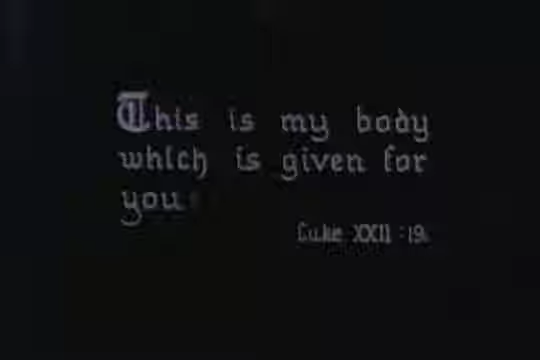 This is my body
which is given for
you
Luke XXII : 19.